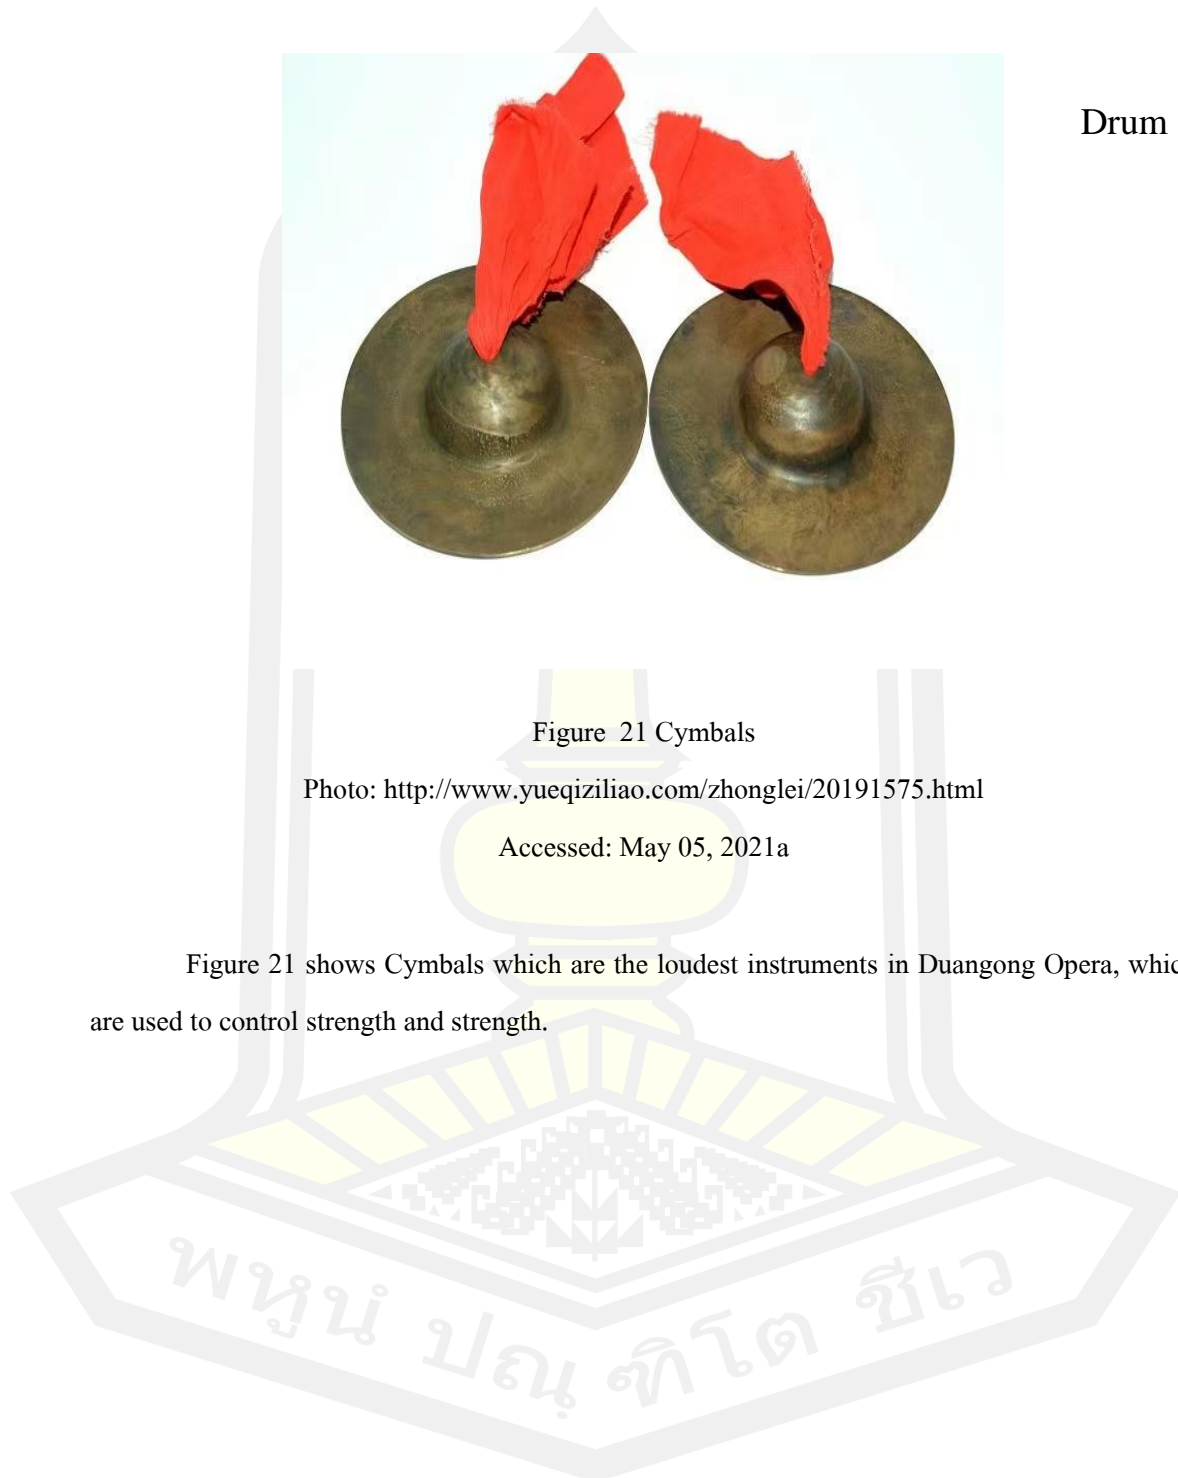 Drum
Figure 21 Cymbals
Photo: http://www.yueqiziliao.com/zhonglei/20191575.html
Accessed: May 05, 2021a
Figure 21 shows Cymbals which are the loudest instruments in Duangong Opera, whic
are used to control strength and strength.
พหูนํ ปณฺฑิโต ชีเว